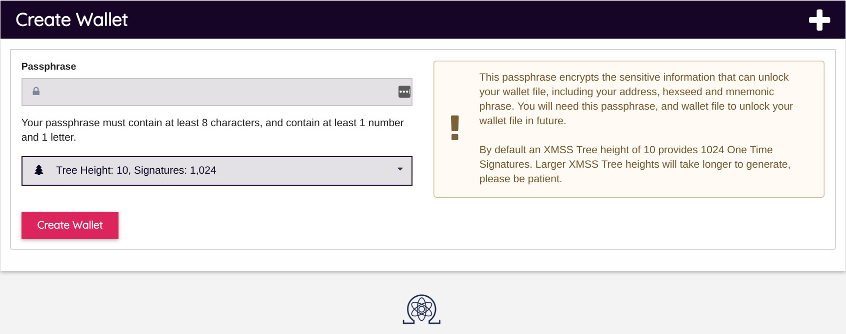 Create Wallet
Passphrase
Your passphrase must contain at least 8 characters, and contain at least 1 number
and 1 letter.
Tree Height: 10, Signatures: 1,024
Create Wallet
This passphrase encrypts the sensitive information that can unlock
your wallet file, including your address, hexseed and mnemonic
phrase. You will need this passphrase, and wallet file to unlock your
wallet file in future.
By default an XMSS Tree height of 10 provides 1024 One Time
Signatures. Larger XMSS Tree heights will take longer to generate,
please be patient.